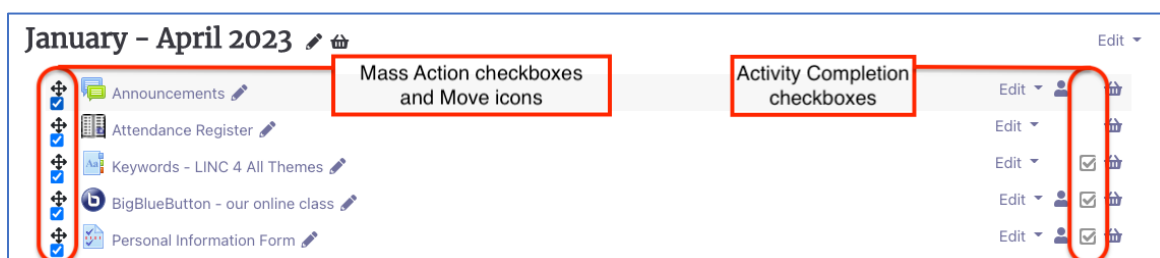 January - April 2023
Edit
Mass Action checkboxes
and Move icons
Activity Completion
checkboxes
Announcements
Edit
Attendance Register
Edit
Keywords - LINC 4 All Themes
Edit
BigBlueButton - our online class
Edit
Personal Information Form
Edit